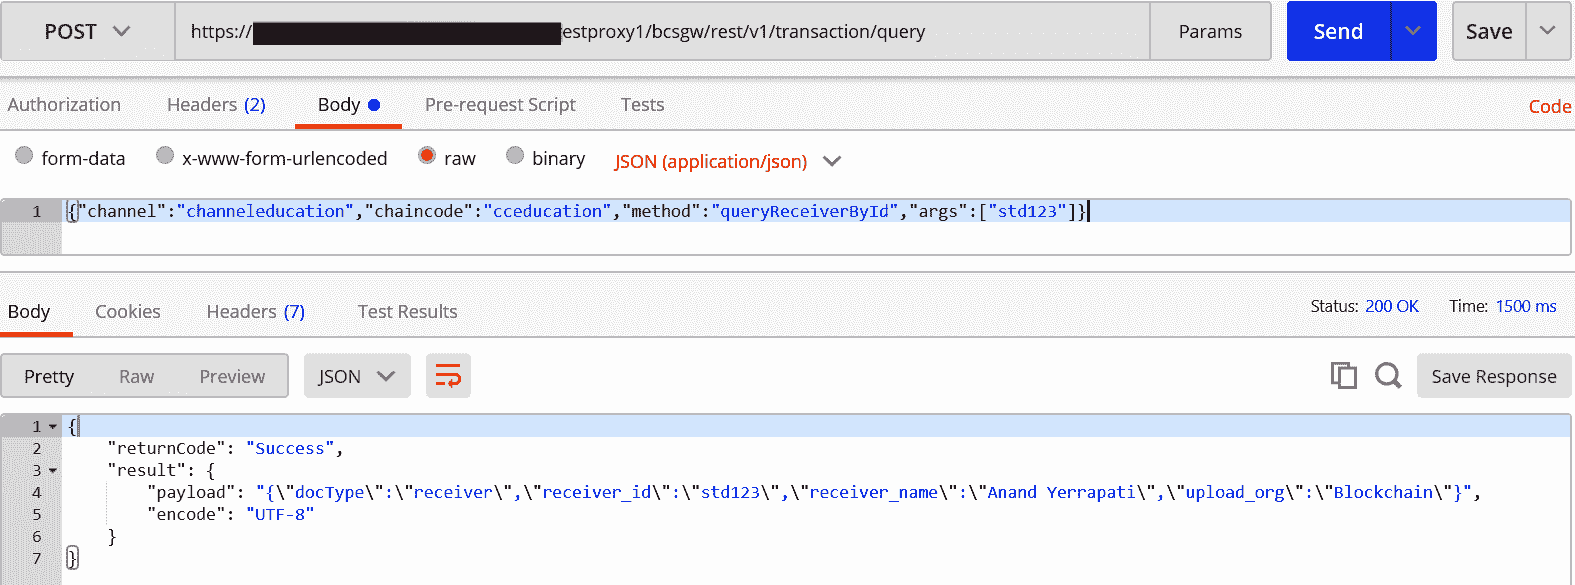 POST https:// estproxy1/bcsgw/rest/v1/transaction/query Params Send Save
Authorization Headers (2) Body Pre-request Script Tests Code
form-data x-www-form-urlencoded raw binary JSON (application/json)
1 {"channel":"channeleducation","chaincode":"cceducation","method":"queryReceiverById","args":["std123"]}
Body Cookies Headers (7) Test Results Status: 200 OK Time: 1500 ms
Pretty Raw Preview JSON Save Response
1 {
2 "returnCode": "Success",
3 "result": {
4 "payload": "{\"docType\":\"receiver\",\"receiver_id\":\"std123\",\"receiver_name\":\"Anand Yerrapati\",\"upload_org\":\"Blockchain\"}",
5 "encode": "UTF-8"
6 }
7 }